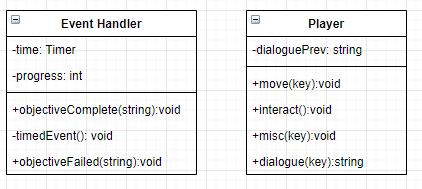 Event Handler
-time: Timer
-progress: int
+objectiveComplete(string):void
-timedEvent(): void
+objectiveFailed(string):void
Player
-dialoguePrev: string
+move(key):void
+interact():void
+misc(key):void
+dialogue(key):string